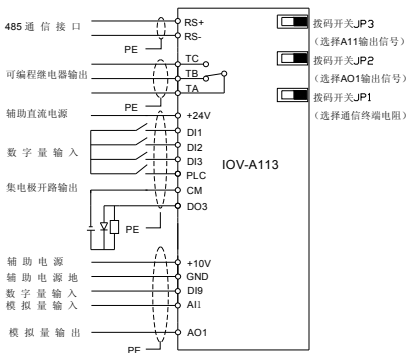 485通信接口
RS+
RS-
PE
TC
可编程继电器输出
TB
TA
PE
辅助直流电源
+24V
DI1
数字量输入
DI2
DI3
PLC
集电极开路输出
CM
DO3
PE
辅助电源
+10V
辅助电源地
GND
数字量输入
DI9
模拟量输入
AI1
模拟量输出
AO1
PE
IOV-A113
拨码开关JP3
(选择A11输出信号)
拨码开关JP2
(选择AO1输出信号)
拨码开关JP1
(选择通信终端电阻)